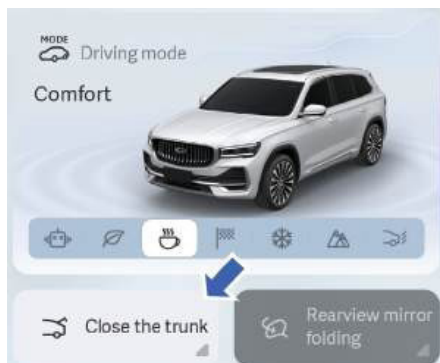 MODE
Driving mode
Comfort
Close the trunk
Rearview mirror
folding